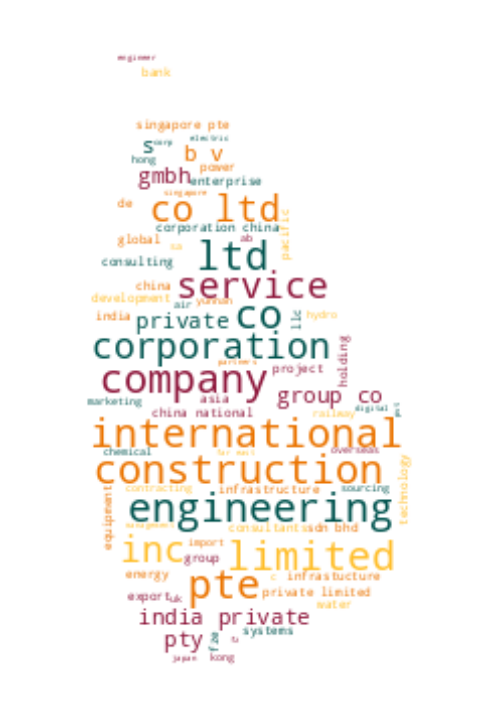 engineer
bank
singapore pte
electric
s corp
b v
hong
power
gmbh enterprise
singapore
de
co ltd
pacific
corporation china
global
ab
sa
consulting
ltd
china
service
development
yunnan
air
india
private
co
llc
hydro
corporation
holding
partners
company
project
group co
marketing
asia
china national
digital
railway
international
chemical
far east
overseas
construction
technology
equipment
contracting
infrastructure
sourcing
engineering
consultants
sdn bhd
inc
import
group
limited
energy
c
infrastucture
pte
private limited
export
uk
water
india private
pty
fze
systems
japan
kong